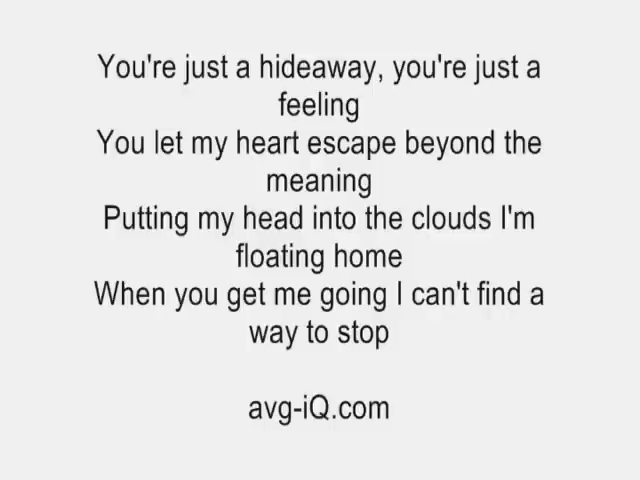 You're just a hideaway, you're just a
feeling
You let my heart escape beyond the
meaning
Putting my head into the clouds I'm
floating home
When you get me going I can't find a
way to stop
avg-iQ.com